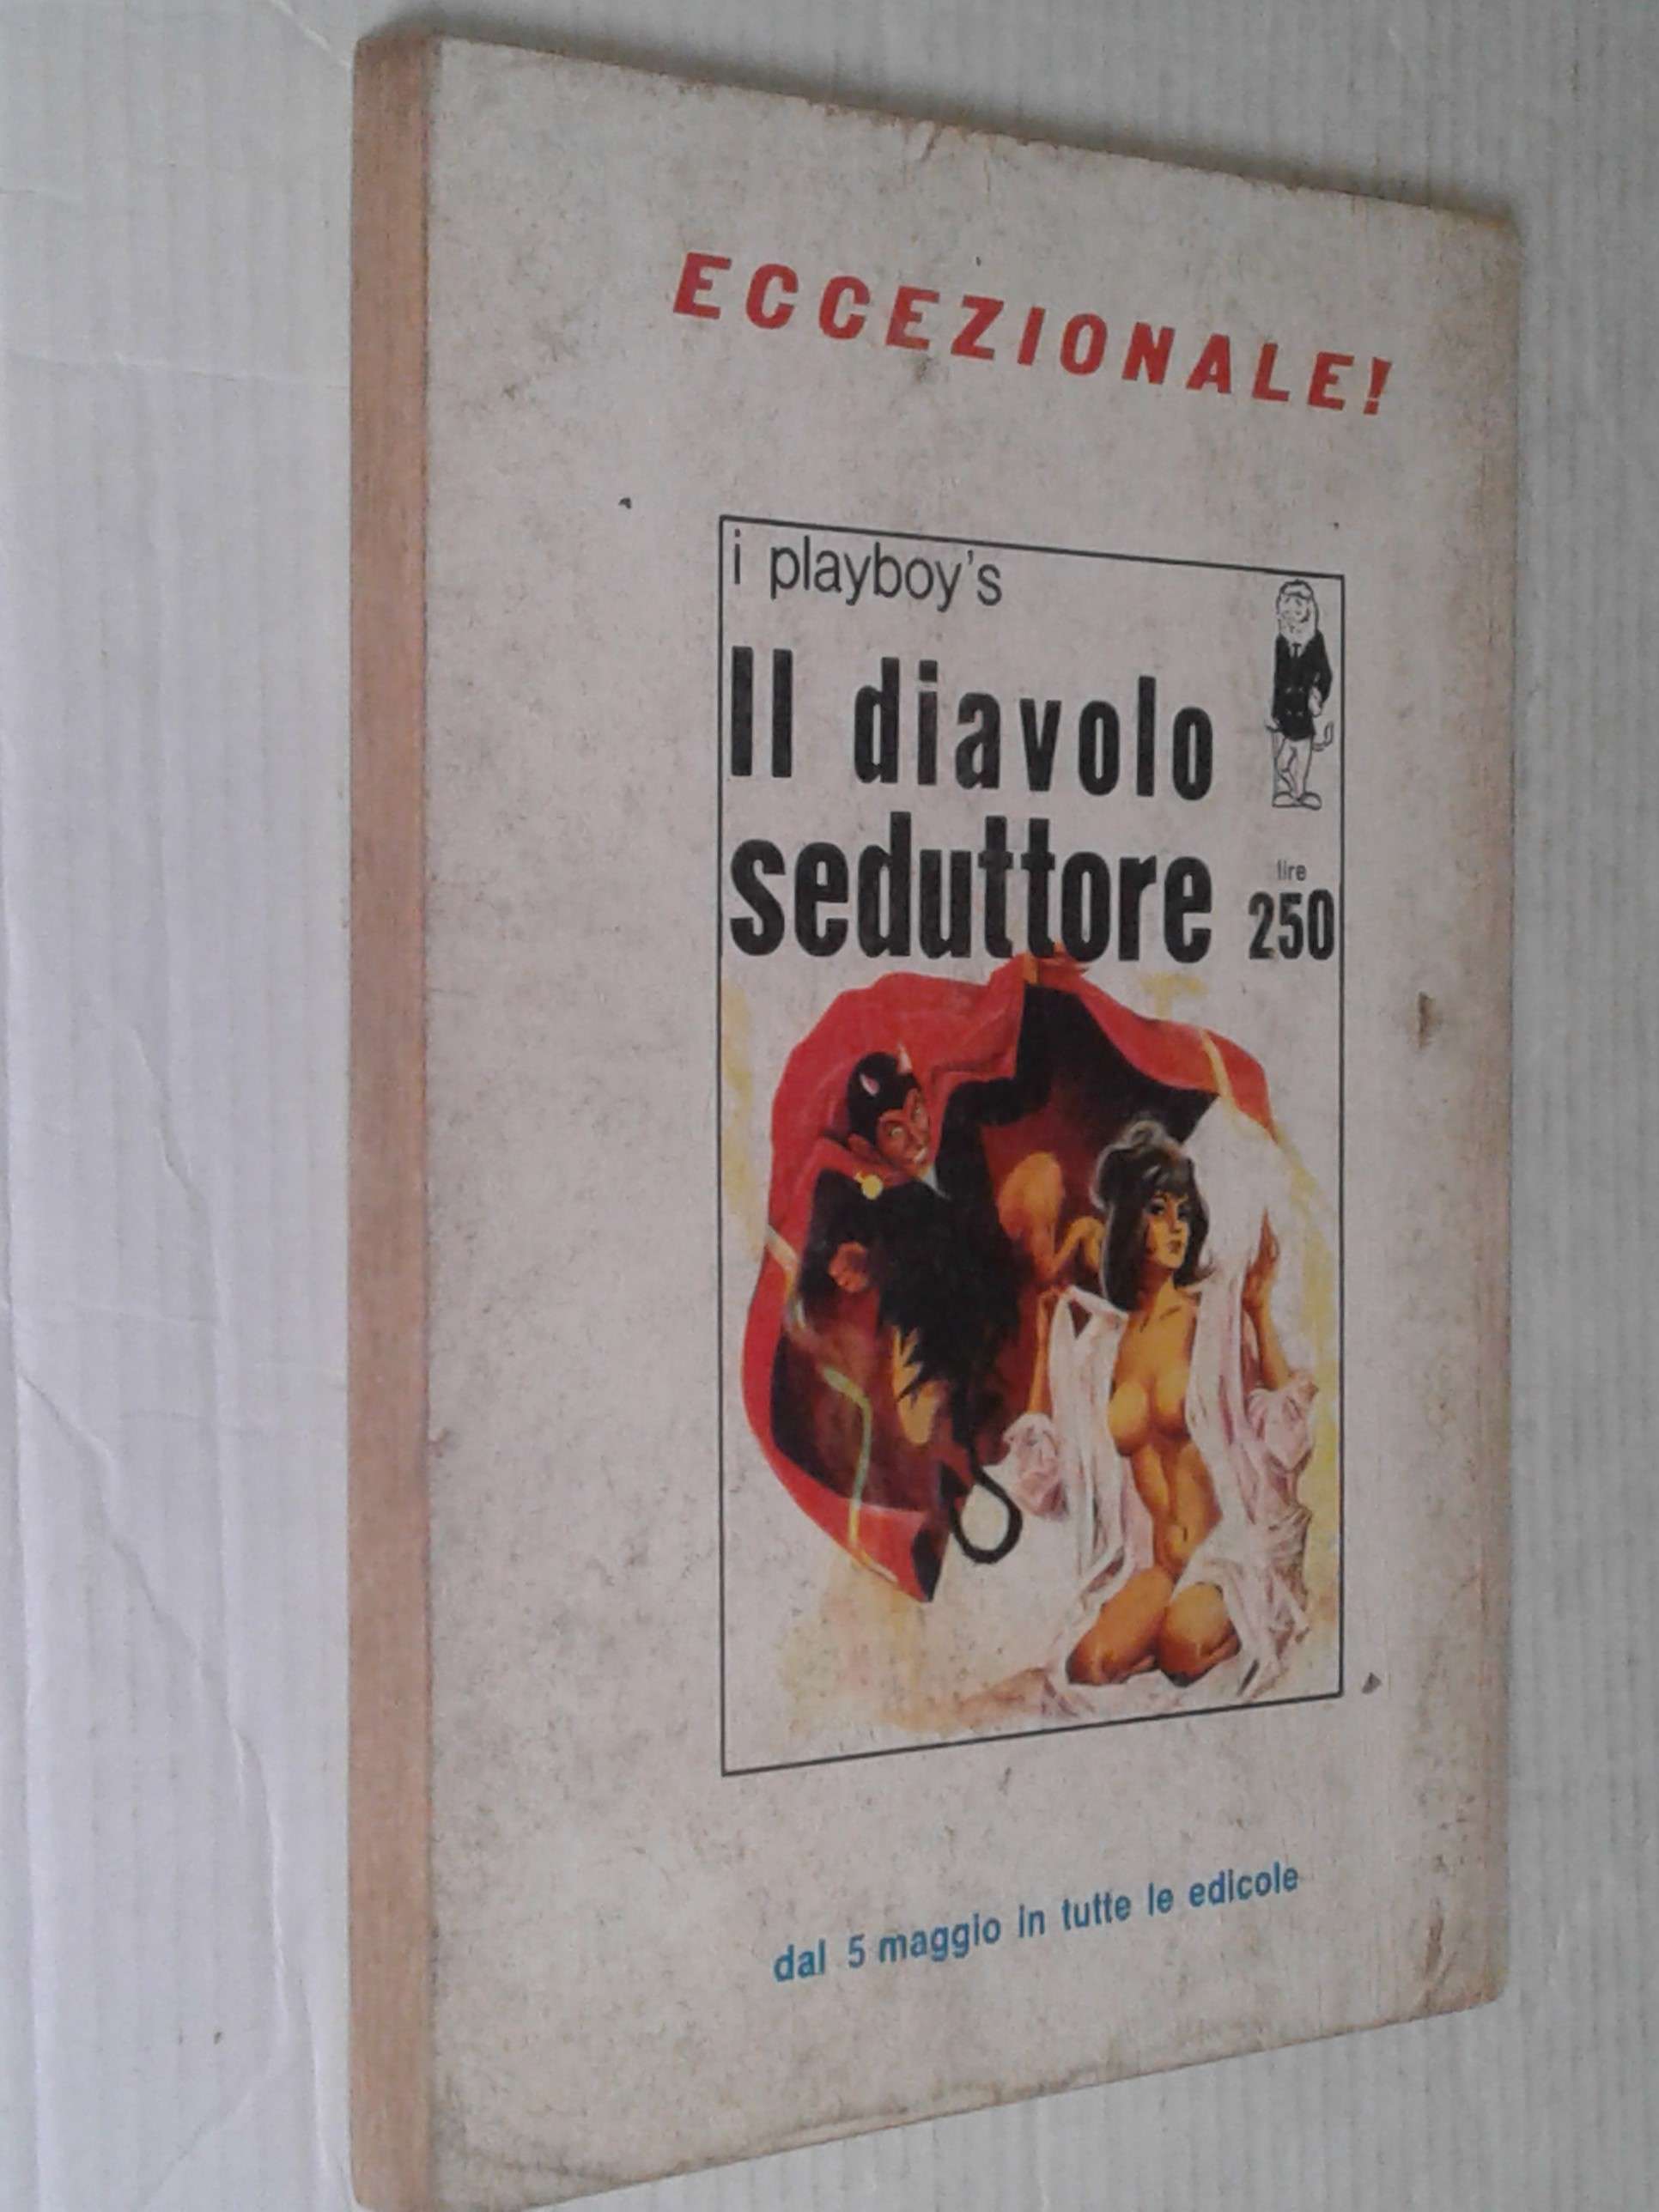 ECCEZIONALE!
i playboy's
Il diavolo
seduttore
lire
250
dal 5 maggio in tutte le edicole